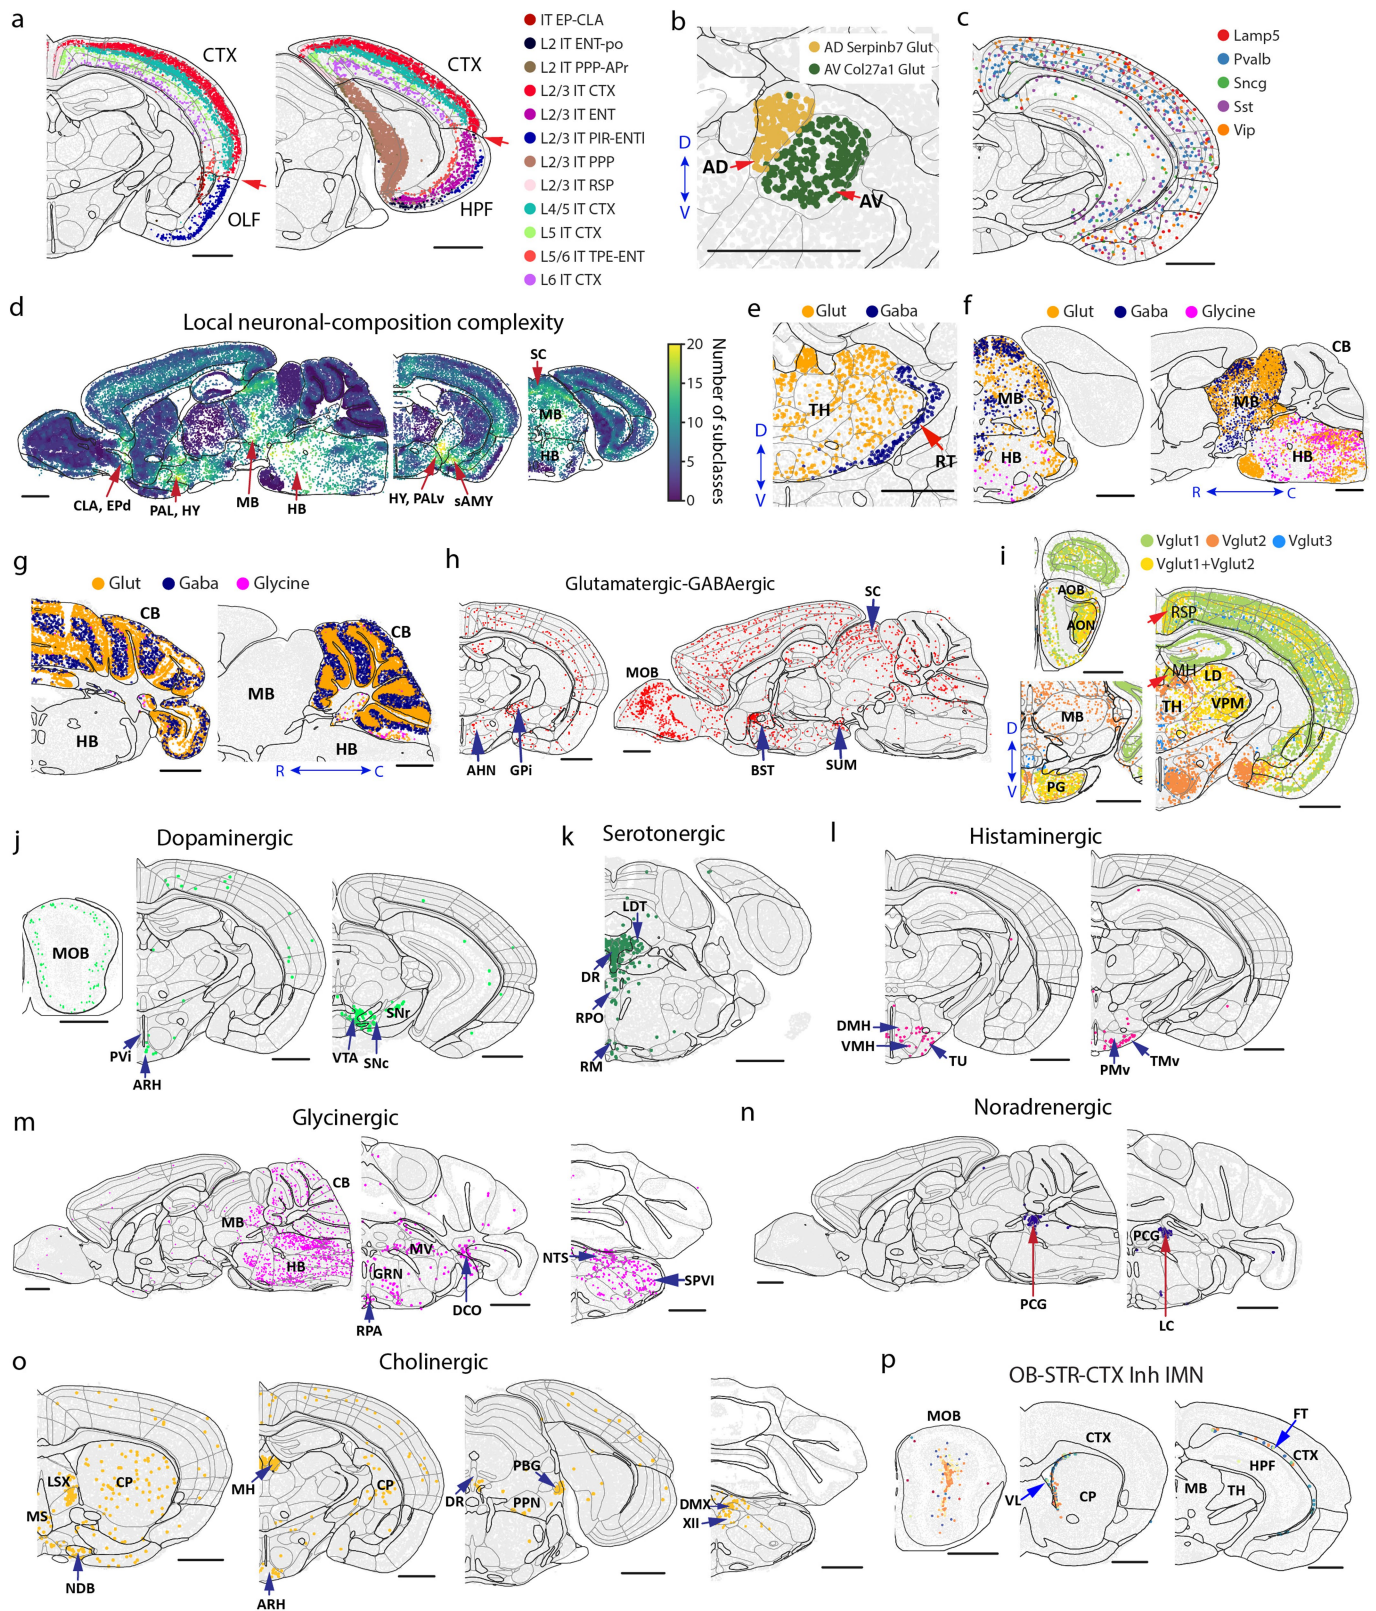 a
CTX
OLF
CTX
HPF
IT EP-CLA
L2 IT ENT-po
L2 IT PPP-APr
L2/3 IT CTX
L2/3 IT ENT
L2/3 IT PIR-ENTl
L2/3 IT PPP
L2/3 IT RSP
L4/5 IT CTX
L5 IT CTX
L5/6 IT TPE-ENT
L6 IT CTX
b
AD Serpinb7 Glut
AV Col27a1 Glut
D
V
AD
AV
c
Lamp5
Pvalb
Sncg
Sst
Vip
d
Local neuronal-composition complexity
CLA, EPd
PAL, HY
MB
HB
HY, PALv
sAMY
SC
MB
HB
20
15
10
5
0
Number of subclasses
e
Glut Gaba
TH
RT
D
V
f
Glut Gaba Glycine
MB
HB
CB
MB
HB
R C
g
Glut Gaba Glycine
CB
HB
CB
MB
HB
R C
h
Glutamatergic-GABAergic
AHN
GPi
MOB
SC
BST
SUM
i
Vglut1 Vglut2 Vglut3
Vglut1+Vglut2
AOB
AON
RSP
MH
LD
TH
VPM
MB
PG
D
V
j
Dopaminergic
MOB
PVi
ARH
SNr
VTA
SNc
k
Serotonergic
LDT
DR
RPO
RM
l
Histaminergic
DMH
VMH
TU
PMv
TMv
m
Glycinergic
CB
MB
HB
MV
GRN
DCO
RPA
NTS
SPVI
n
Noradrenergic
PCG
PCG
LC
o
Cholinergic
LSX
CP
MS
NDB
MH
CP
ARH
PBG
DR
PPN
DMX
XII
p
OB-STR-CTX Inh IMN
MOB
CTX
VL
CP
FT
CTX
HPF
MB
TH